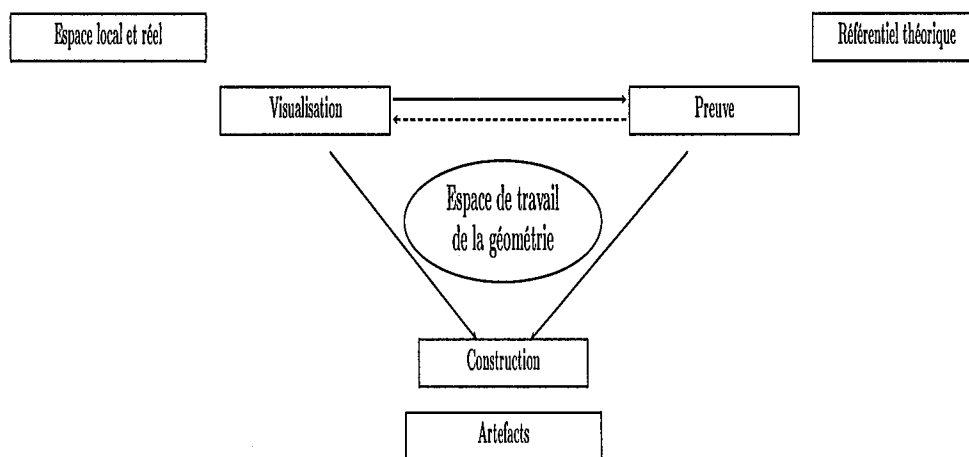 Espace local et réel
Référentiel théorique
Visualisation
Preuve
Espace de travail
de la géométrie
Construction
Artefacts